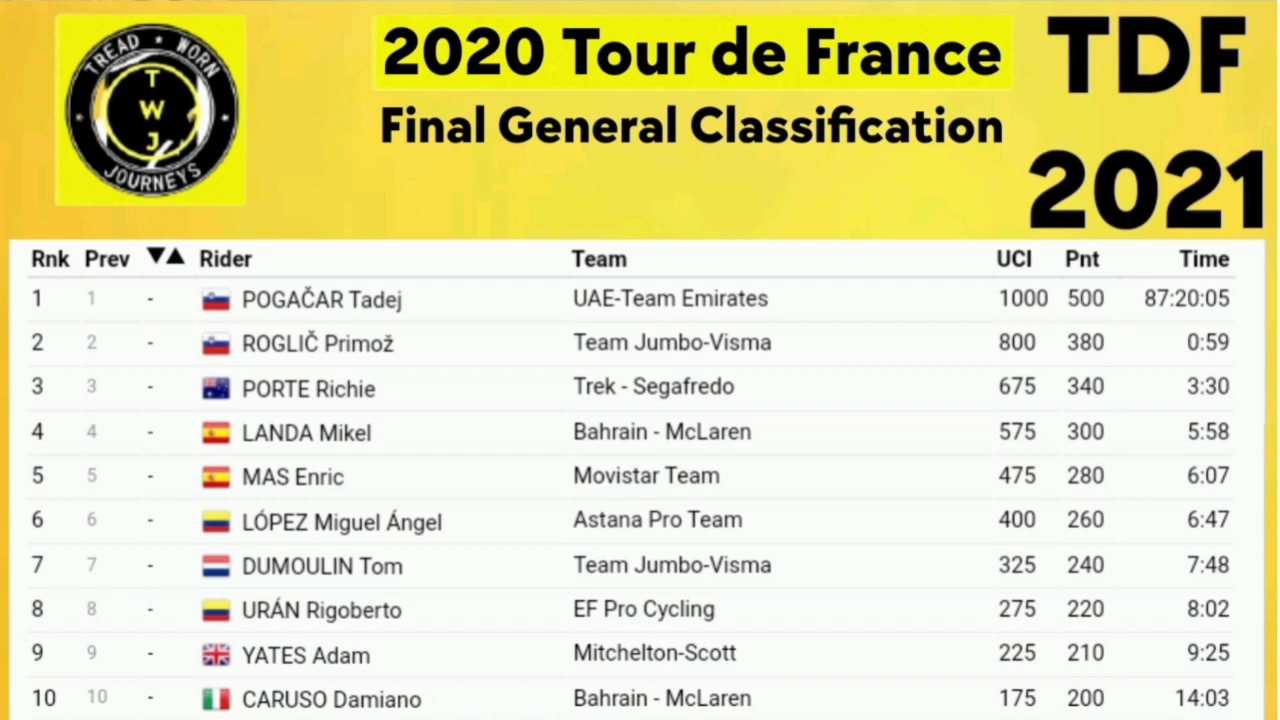 TREAD ★ WORN
T
W
J
JOURNEYS
2020 Tour de France
Final General Classification
TDF
2021
Rnk Prev ▼▲ Rider Team UCI Pnt Time
1 1 - POGAČAR Tadej UAE-Team Emirates 1000 500 87:20:05
2 2 - ROGLIČ Primož Team Jumbo-Visma 800 380 0:59
3 3 - PORTE Richie Trek - Segafredo 675 340 3:30
4 4 - LANDA Mikel Bahrain - McLaren 575 300 5:58
5 5 - MAS Enric Movistar Team 475 280 6:07
6 6 - LÓPEZ Miguel Ángel Astana Pro Team 400 260 6:47
7 7 - DUMOULIN Tom Team Jumbo-Visma 325 240 7:48
8 8 - URÁN Rigoberto EF Pro Cycling 275 220 8:02
9 9 - YATES Adam Mitchelton-Scott 225 210 9:25
10 10 - CARUSO Damiano Bahrain - McLaren 175 200 14:03